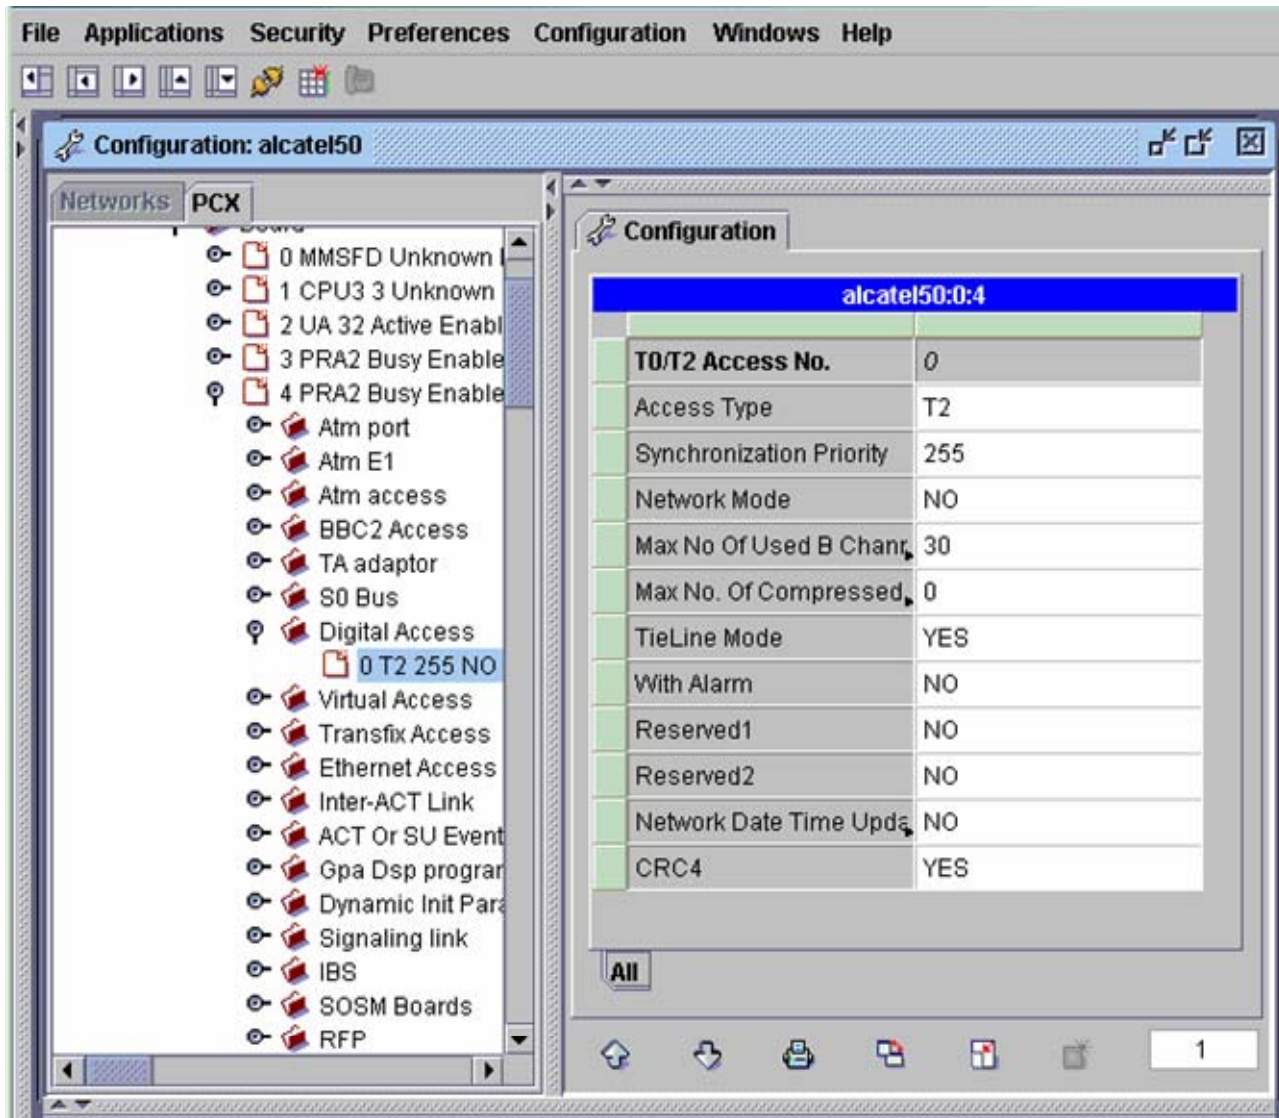 File Applications Security Preferences Configuration Windows Help
Configuration: alcatel50
Networks PCX
0 MMSFD Unknown
1 CPU3 3 Unknown
2 UA 32 Active Enabl
3 PRA2 Busy Enable
4 PRA2 Busy Enable
Atm port
Atm E1
Atm access
BBC2 Access
TA adaptor
S0 Bus
Digital Access
0 T2 255 NO
Virtual Access
Transfix Access
Ethernet Access
Inter-ACT Link
ACT Or SU Event
Gpa Dsp progran
Dynamic Init Para
Signaling link
IBS
SOSM Boards
RFP
Configuration
alcatel50:0:4
T0/T2 Access No. 0
Access Type T2
Synchronization Priority 255
Network Mode NO
Max No Of Used B Chanr 30
Max No. Of Compressed 0
TieLine Mode YES
With Alarm NO
Reserved1 NO
Reserved2 NO
Network Date Time Upda NO
CRC4 YES
All
1